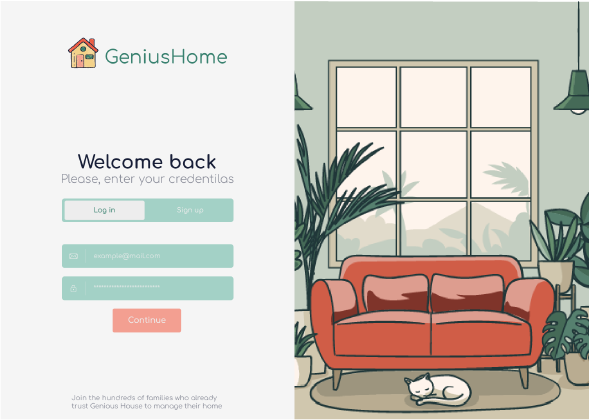 GeniusHome
Welcome back
Please, enter your credentilas
Log in
Sign up
example@mail.com
Continue
Join the hundreds of families who already
trust Genious House to manage their home